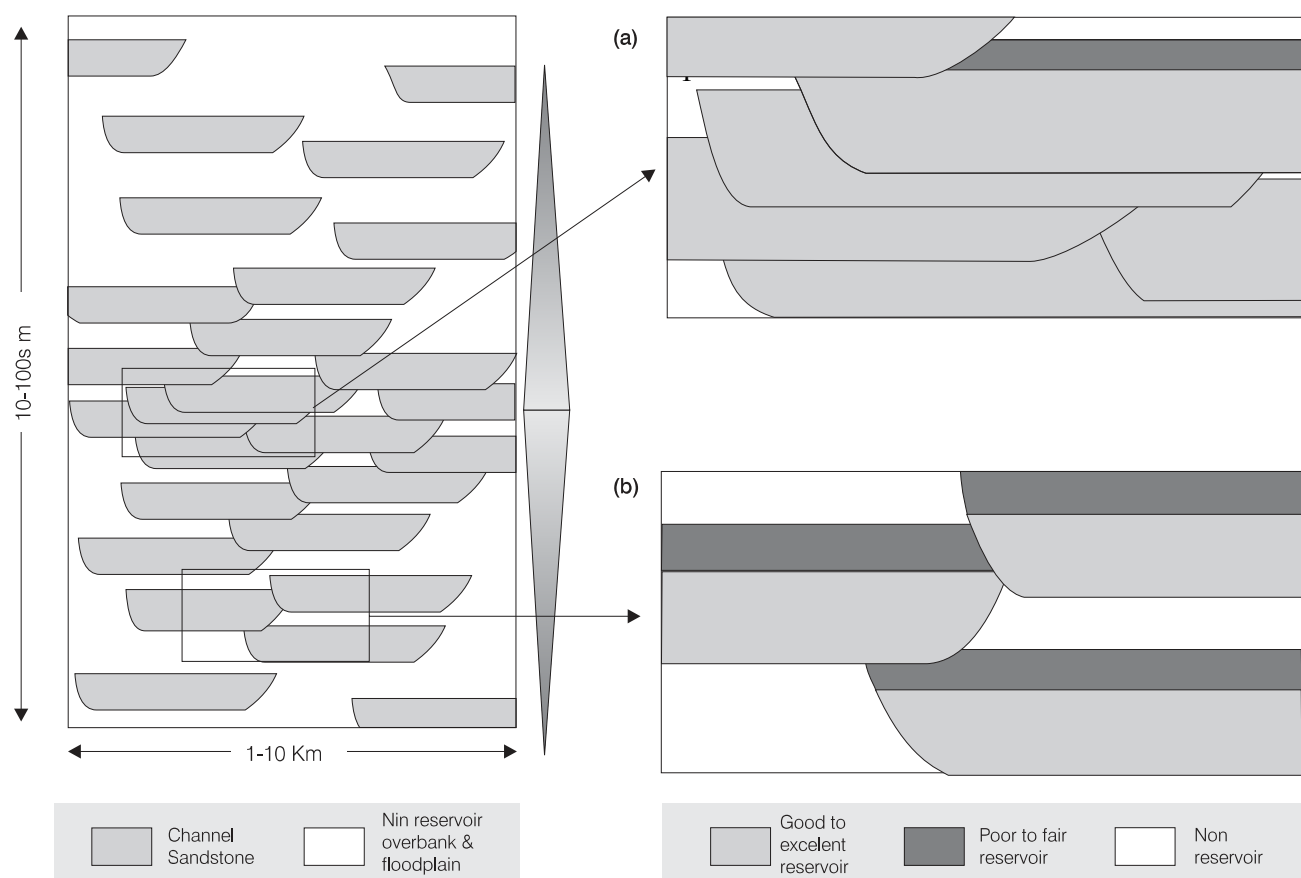 (a)
10-100s m
(b)
1-10 Km
Channel
Sandstone
Nin reservoir
overbank &
floodplain
Good to
excelent
reservoir
Poor to fair
reservoir
Non
reservoir